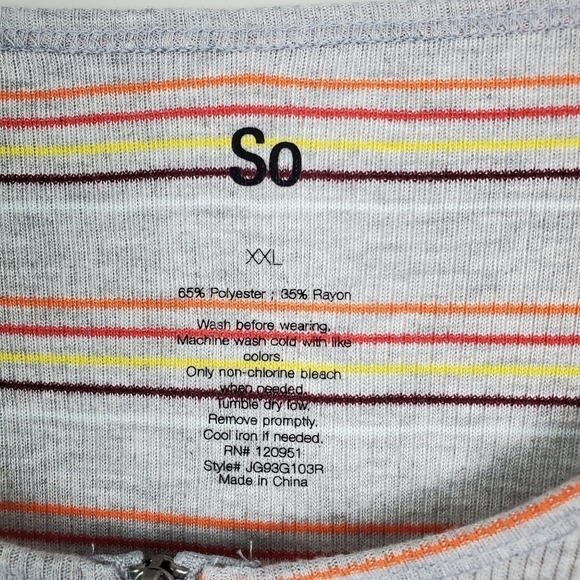 So
XXL
65% Polyester ; 35% Rayon
Wash before wearing.
Machine wash cold with like
colors.
Only non-chlorine bleach
when needed.
Tumble dry low.
Remove promptly.
Cool iron if needed.
RN# 120951
Style# JG93G103R
Made in China